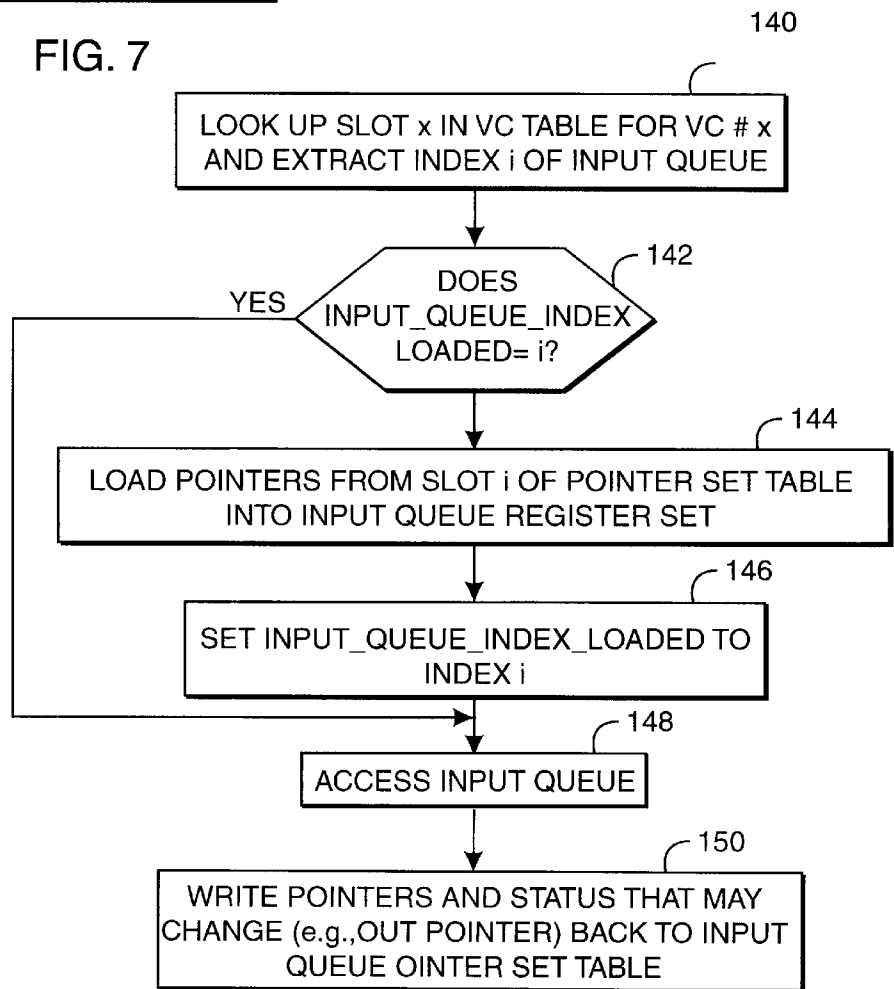 140
FIG. 7
LOOK UP SLOT x IN VC TABLE FOR VC # x
AND EXTRACT INDEX i OF INPUT QUEUE
142
DOES
YES
INPUT_QUEUE_INDEX
LOADED= i?
144
LOAD POINTERS FROM SLOT i OF POINTER SET TABLE
INTO INPUT QUEUE REGISTER SET
146
SET INPUT_QUEUE_INDEX_LOADED TO
INDEX i
148
ACCESS INPUT QUEUE
150
WRITE POINTERS AND STATUS THAT MAY
CHANGE (e.g.,OUT POINTER) BACK TO INPUT
QUEUE OINTER SET TABLE